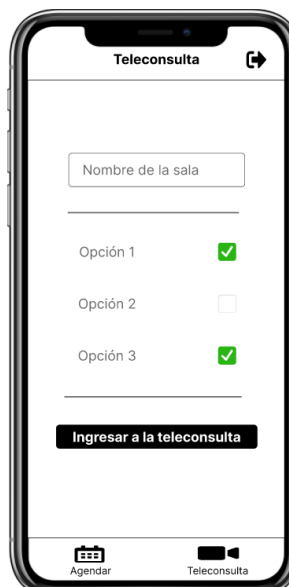 Teleconsulta
Nombre de la sala
Opción 1
Opción 2
Opción 3
Ingresar a la teleconsulta
Agendar
Teleconsulta